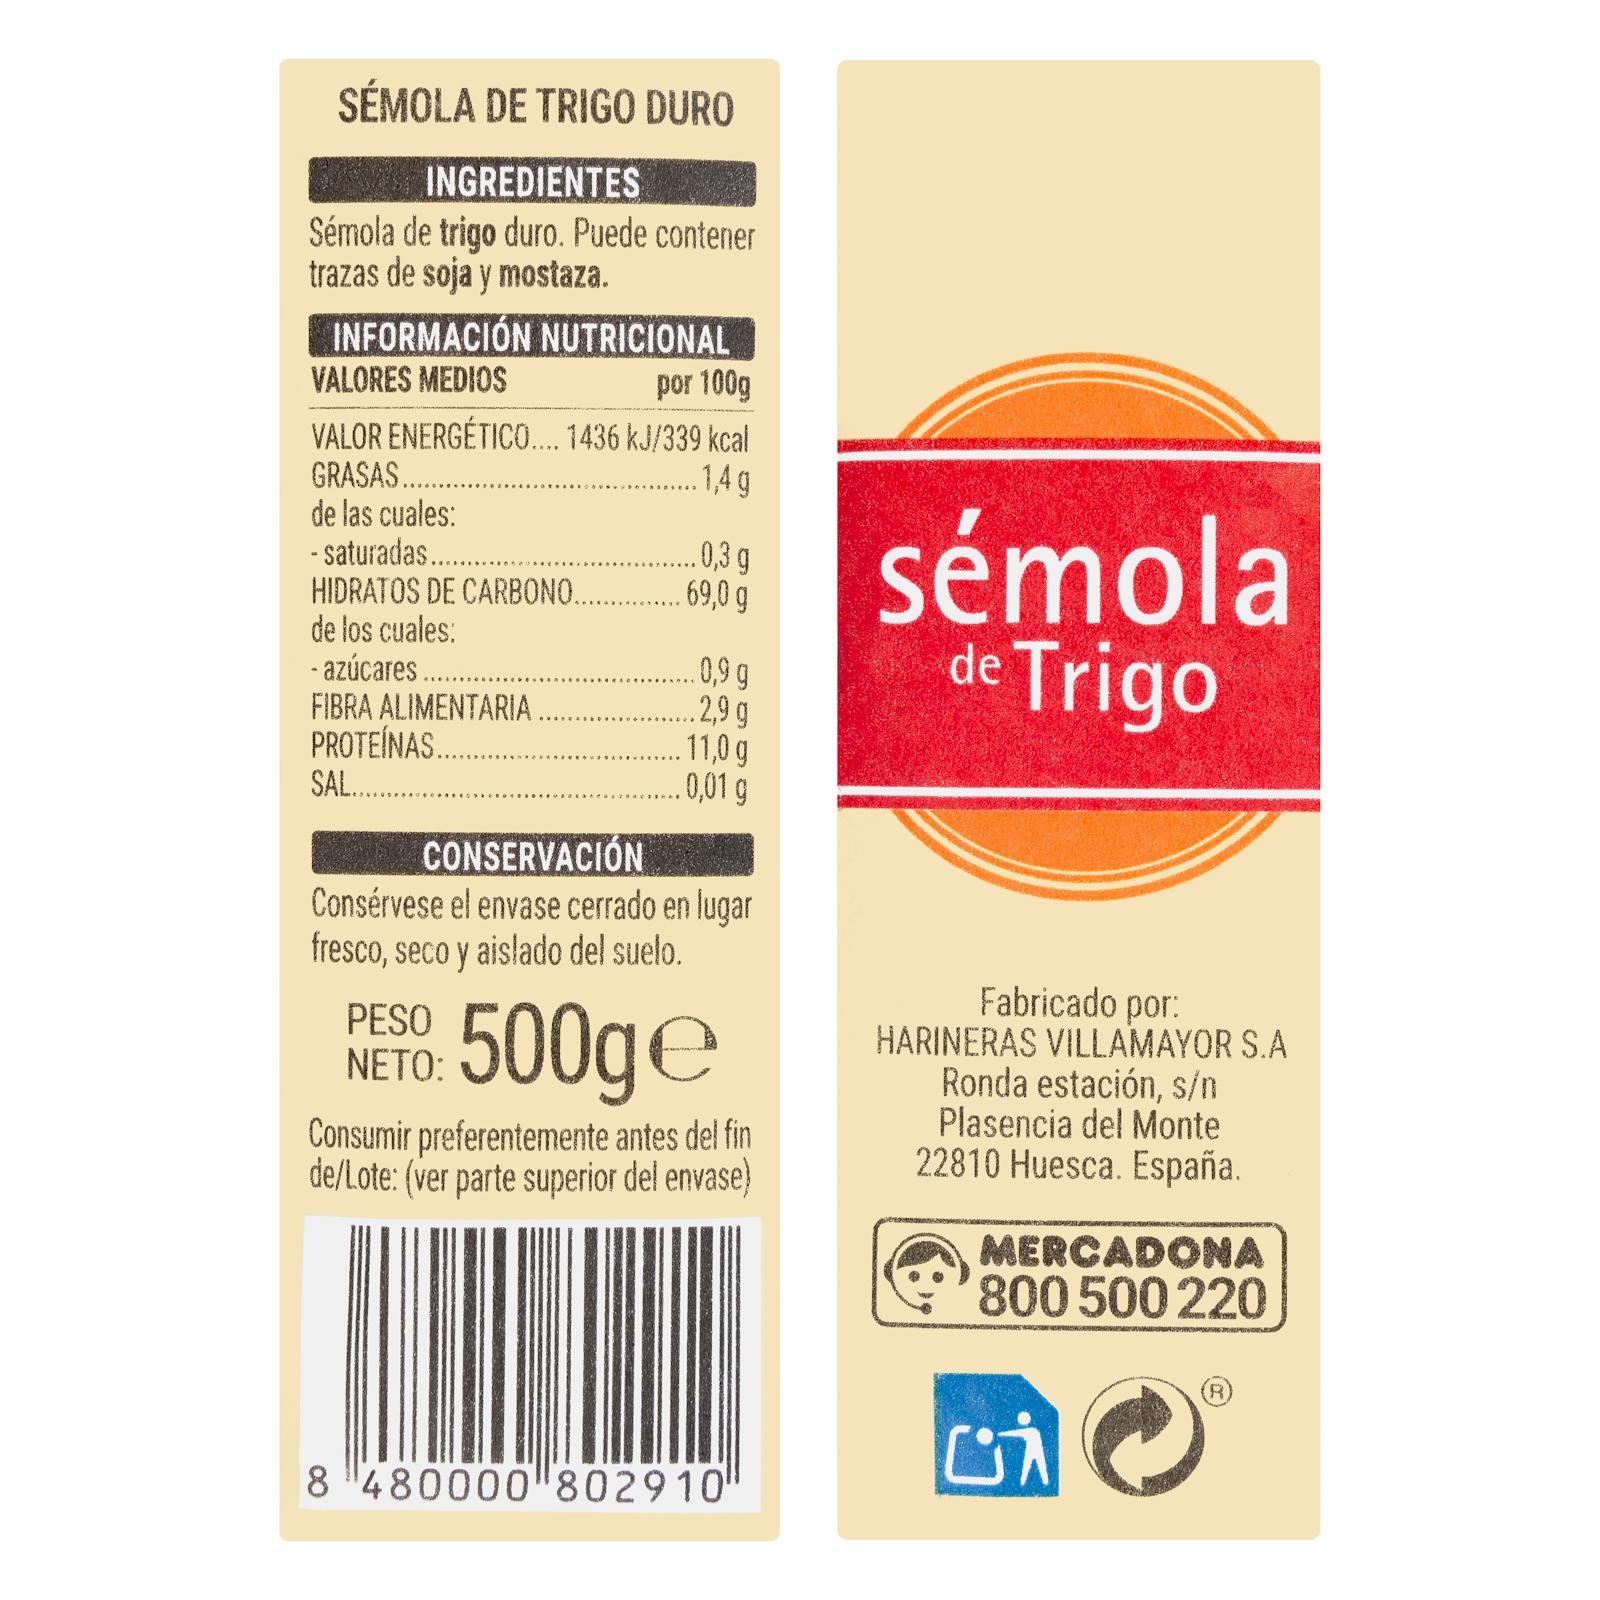 SÉMOLA DE TRIGO DURO
INGREDIENTES
Sémola de trigo duro. Puede contener
trazas de soja y mostaza.
INFORMACIÓN NUTRICIONAL
VALORES MEDIOS por 100g
VALOR ENERGÉTICO.... 1436 kJ/339 kcal
GRASAS.................................. 1,4 g
de las cuales:
- saturadas............................... 0,3 g
HIDRATOS DE CARBONO............. 69,0 g
de los cuales:
- azúcares ................................ 0,9 g
FIBRA ALIMENTARIA ................... 2,9 g
PROTEÍNAS.............................. 11,0 g
SAL....................................... 0,01 g
CONSERVACIÓN
Consérvese el envase cerrado en lugar
fresco, seco y aislado del suelo.
PESO
NETO: 500g e
Consumir preferentemente antes del fin
de/Lote: (ver parte superior del envase)
8 480000 802910
sémola
de Trigo
Fabricado por:
HARINERAS VILLAMAYOR S.A
Ronda estación, s/n
Plasencia del Monte
22810 Huesca. España.
MERCADONA
800 500 220
®